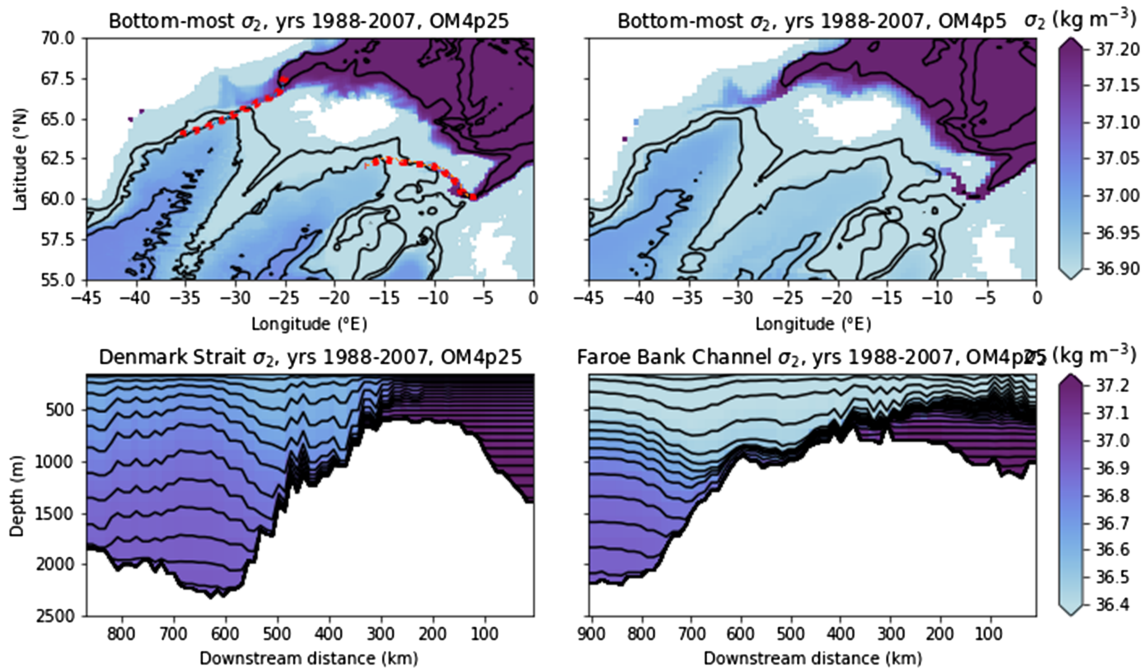 Bottom-most σ₂, yrs 1988-2007, OM4p25
Bottom-most σ₂, yrs 1988-2007, OM4p5
σ₂ (kg m⁻³)
70.0
67.5
65.0
62.5
60.0
57.5
55.0
Latitude (°N)
−45 −40 −35 −30 −25 −20 −15 −10 −5 0
Longitude (°E)
−45 −40 −35 −30 −25 −20 −15 −10 −5 0
Longitude (°E)
37.20
37.15
37.10
37.05
37.00
36.95
36.90
Denmark Strait σ₂, yrs 1988-2007, OM4p25
Faroe Bank Channel σ₂, yrs 1988-2007, OM4p25
σ₂ (kg m⁻³)
500
1000
1500
2000
2500
Depth (m)
800 700 600 500 400 300 200 100
Downstream distance (km)
900 800 700 600 500 400 300 200 100
Downstream distance (km)
37.2
37.1
37.0
36.9
36.8
36.7
36.6
36.5
36.4